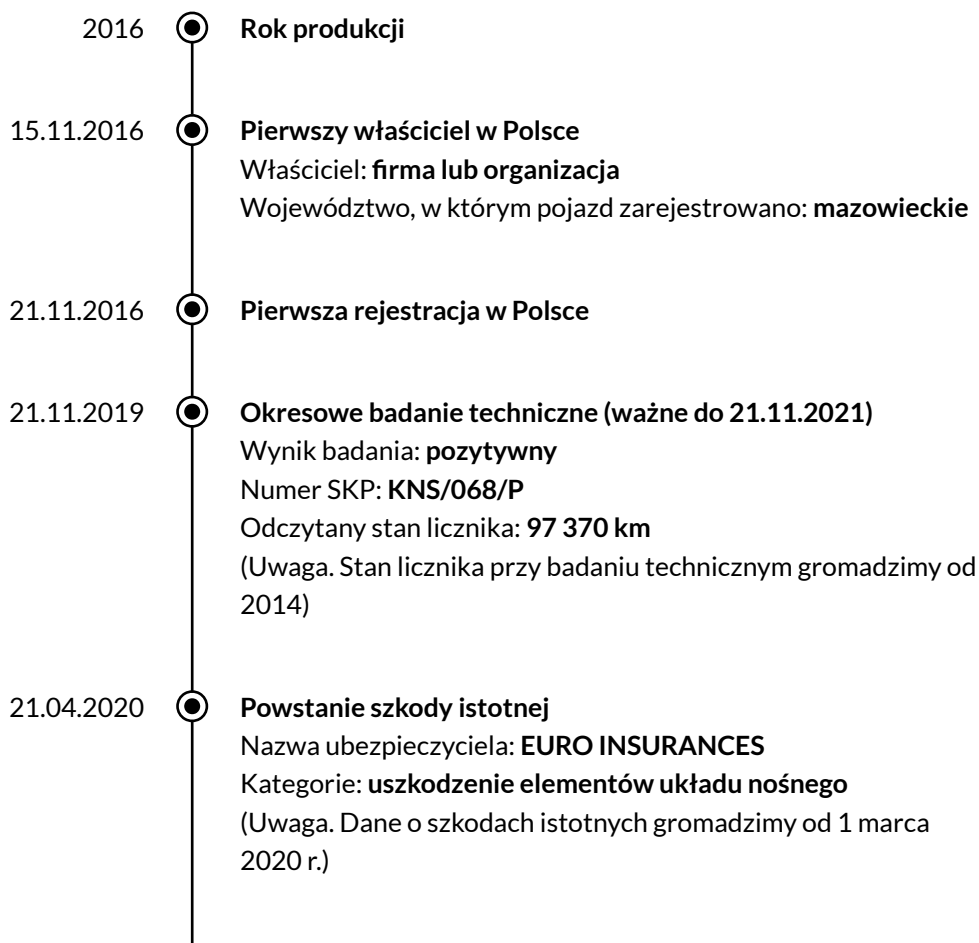 2016 Rok produkcji
15.11.2016 Pierwszy właściciel w Polsce
Właściciel: firma lub organizacja
Województwo, w którym pojazd zarejestrowano: mazowieckie
21.11.2016 Pierwsza rejestracja w Polsce
21.11.2019 Okresowe badanie techniczne (ważne do 21.11.2021)
Wynik badania: pozytywny
Numer SKP: KNS/068/P
Odczytany stan licznika: 97 370 km
(Uwaga. Stan licznika przy badaniu technicznym gromadzimy od
2014)
21.04.2020 Powstanie szkody istotnej
Nazwa ubezpieczyciela: EURO INSURANCES
Kategorie: uszkodzenie elementów układu nośnego
(Uwaga. Dane o szkodach istotnych gromadzimy od 1 marca
2020 r.)